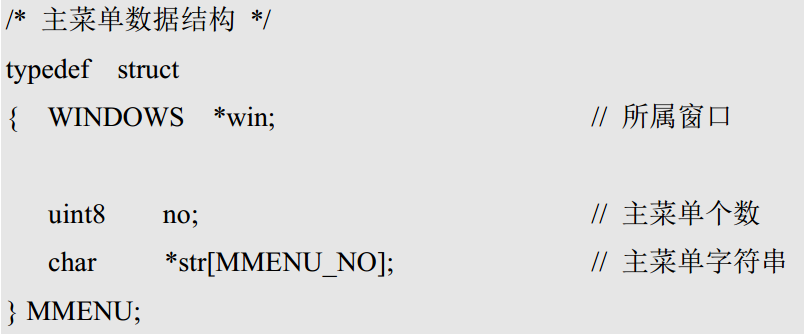 /* 主菜单数据结构 */
typedef struct
{ WINDOWS *win; // 所属窗口
uint8 no; // 主菜单个数
char *str[MMENU_NO]; // 主菜单字符串
} MMENU;